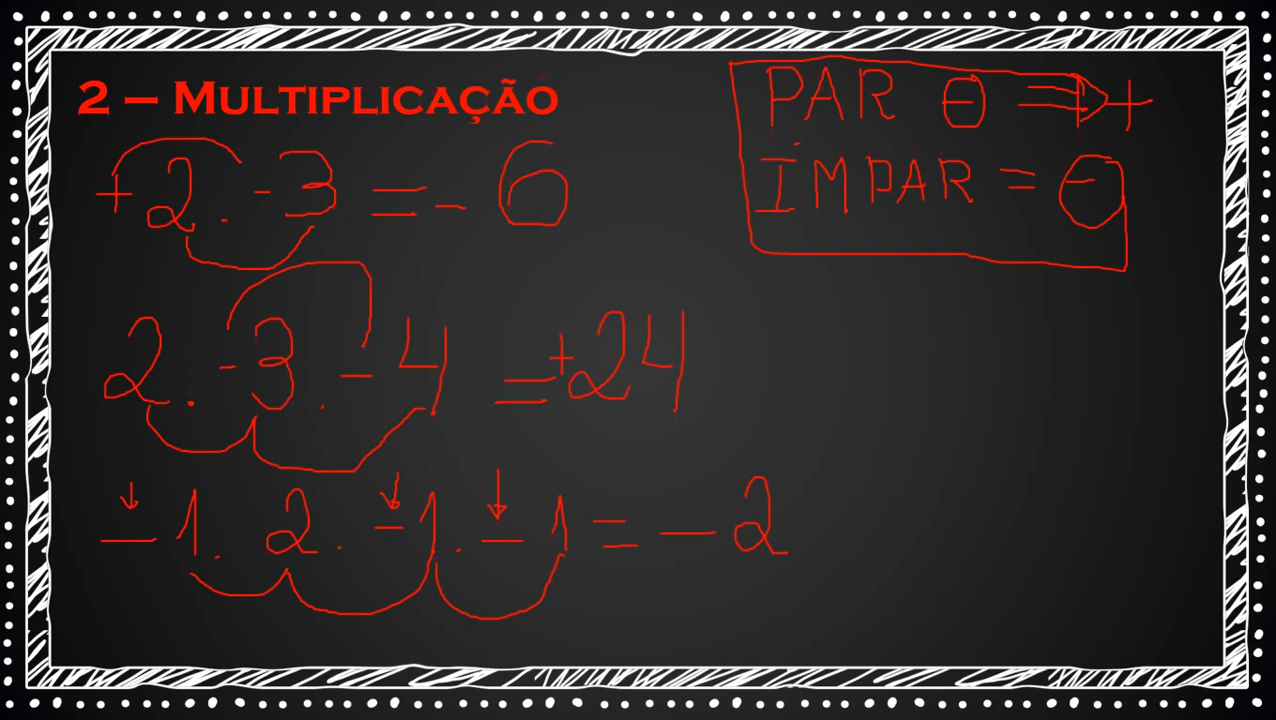 2 – MULTIPLICAÇÃO
PAR ⊖ ⇒ +
ÍMPAR = ⊖
+2 . -3 = - 6
2 . -3 . -4 = +24
-1 . 2 . -1 . -1 = -2